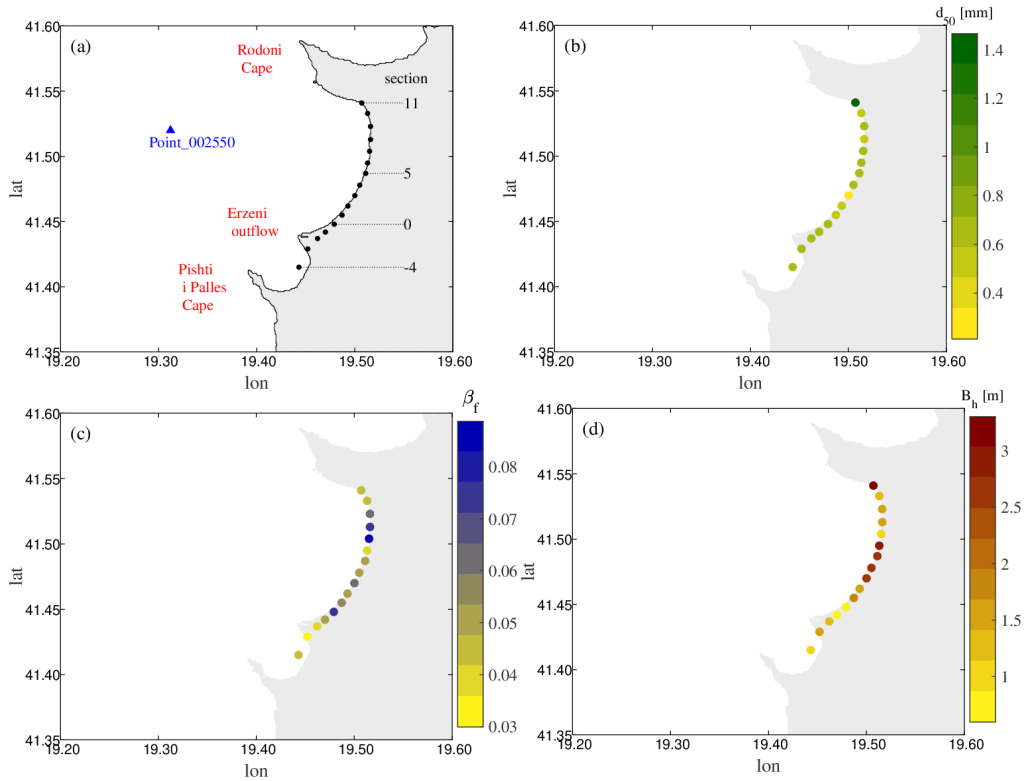 (a)
41.60
41.55
41.50
41.45
41.40
41.35
19.20
19.30
19.40
19.50
19.60
lat
lon
Rodoni
Cape
section
11
5
0
-4
Point_002550
Erzeni
outflow
Pishti
i Palles
Cape
(b)
d50 [mm]
1.4
1.2
1
0.8
0.6
0.4
41.60
41.55
41.50
41.45
41.40
41.35
19.20
19.30
19.40
19.50
19.60
lat
lon
(c)
βf
0.08
0.07
0.06
0.05
0.04
0.03
41.60
41.55
41.50
41.45
41.40
41.35
19.20
19.30
19.40
19.50
19.60
lat
lon
(d)
Bh [m]
3
2.5
2
1.5
1
41.60
41.55
41.50
41.45
41.40
41.35
19.20
19.30
19.40
19.50
19.60
lat
lon